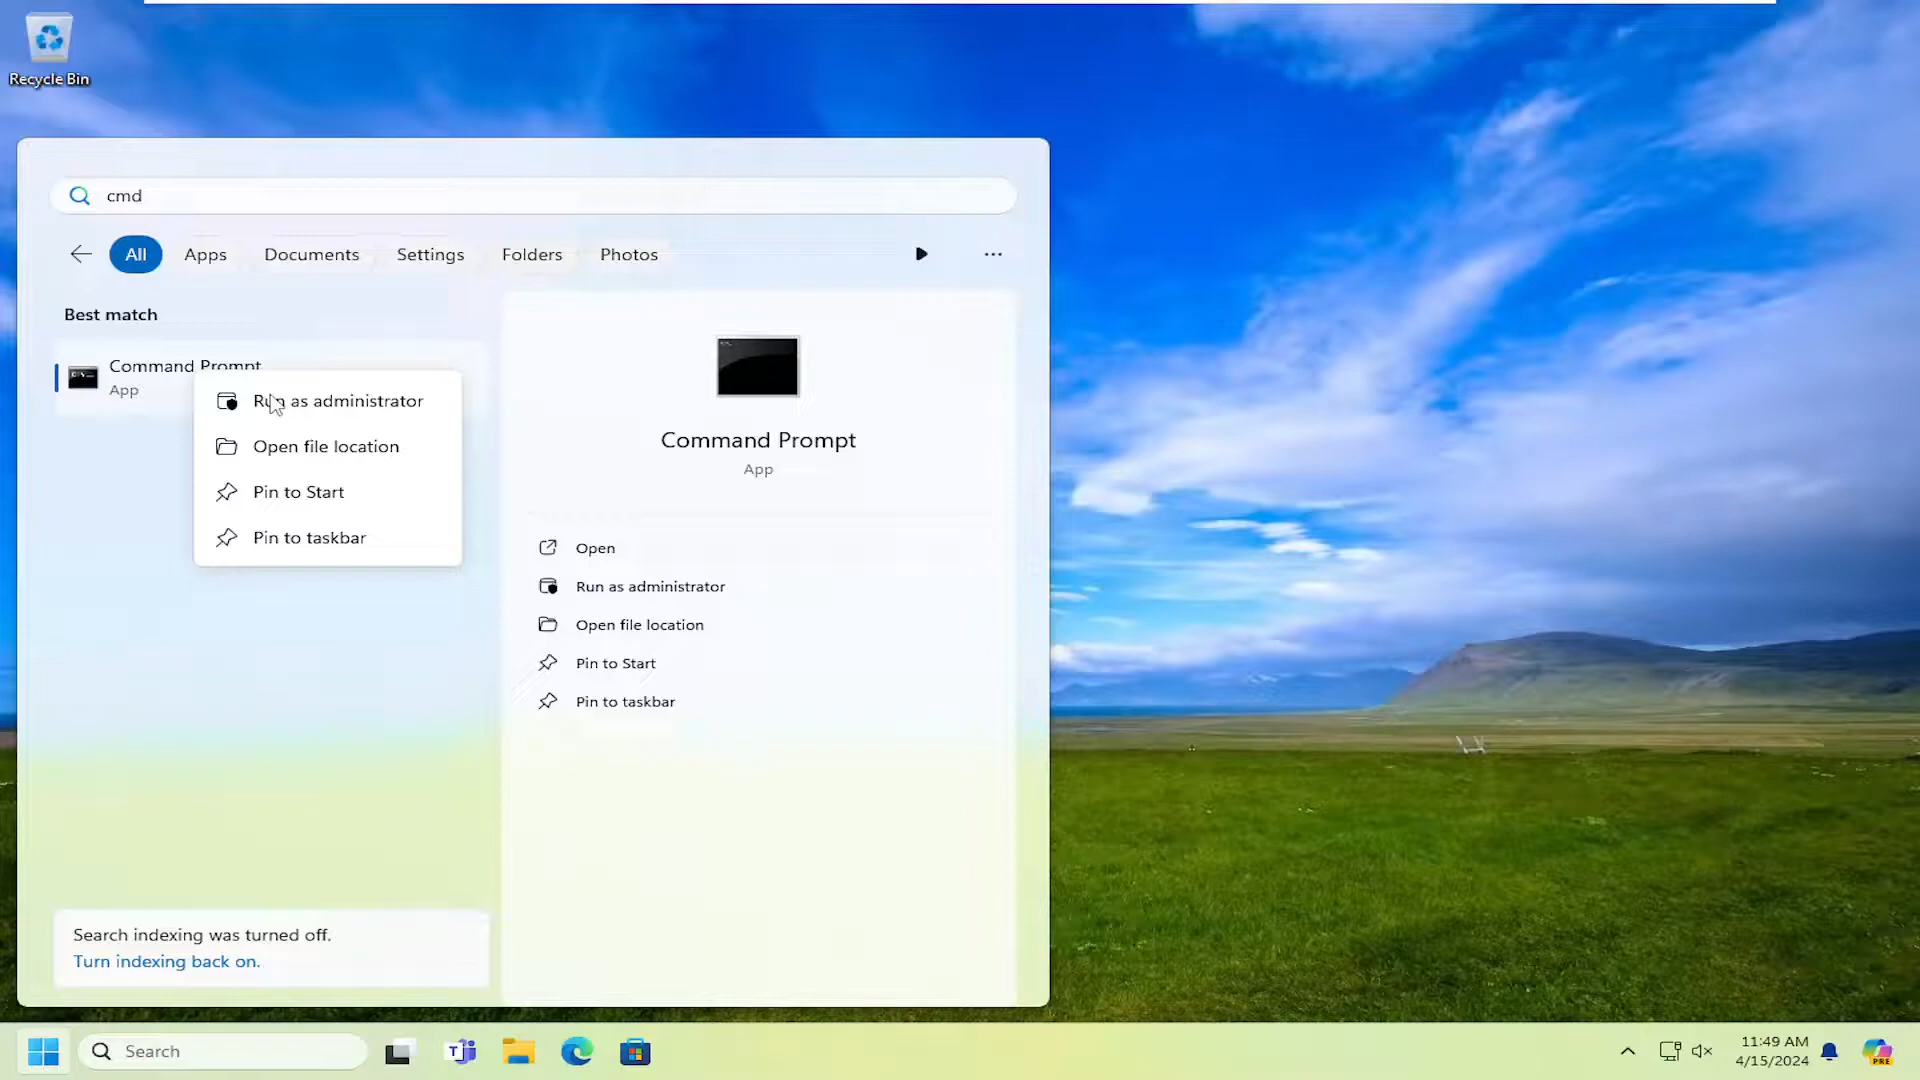 Recycle Bin
cmd
All
Apps
Documents
Settings
Folders
Photos
Best match
Command Prompt
App
Run as administrator
Open file location
Pin to Start
Pin to taskbar
Command Prompt
App
Open
Run as administrator
Open file location
Pin to Start
Pin to taskbar
Search indexing was turned off.
Turn indexing back on.
Search
11:49 AM
4/15/2024
PRE